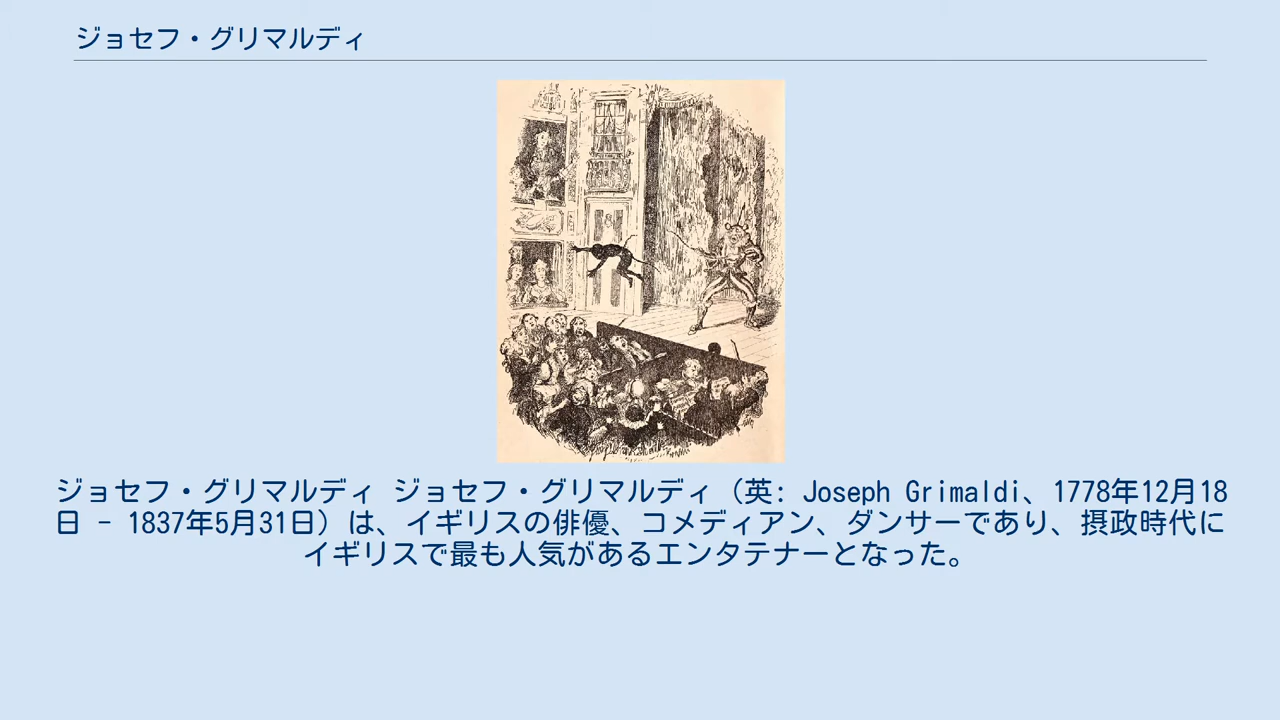 ジョセフ・グリマルディ
ジョセフ・グリマルディ ジョセフ・グリマルディ（英: Joseph Grimaldi、1778年12月18
日 - 1837年5月31日）は、イギリスの俳優、コメディアン、ダンサーであり、摂政時代に
イギリスで最も人気があるエンタテナーとなった。